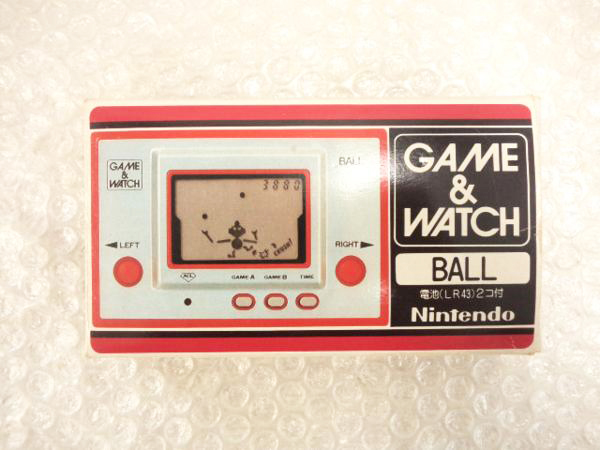 GAME
&
WATCH
BALL
3880
CRUSH!
◀LEFT
RIGHT▶
ACL
GAME A
GAME B
TIME
GAME
&
WATCH
BALL
電池(LR43)2コ付
Nintendo